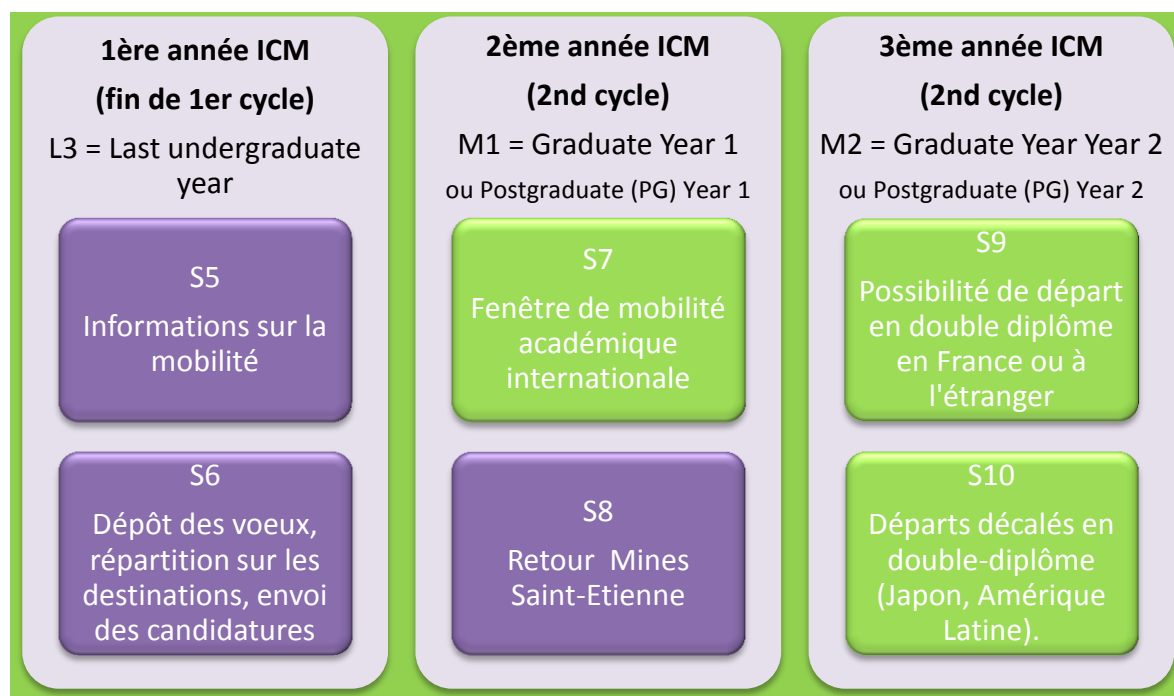 1ère année ICM
(fin de 1er cycle)
L3 = Last undergraduate
year
S5
Informations sur la
mobilité
S6
Dépôt des voeux,
répartition sur les
destinations, envoi
des candidatures
2ème année ICM
(2nd cycle)
M1 = Graduate Year 1
ou Postgraduate (PG) Year 1
S7
Fenêtre de mobilité
académique
internationale
S8
Retour Mines
Saint-Etienne
3ème année ICM
(2nd cycle)
M2 = Graduate Year Year 2
ou Postgraduate (PG) Year 2
S9
Possibilité de départ
en double diplôme
en France ou à
l'étranger
S10
Départs décalés en
double-diplôme
(Japon, Amérique
Latine).